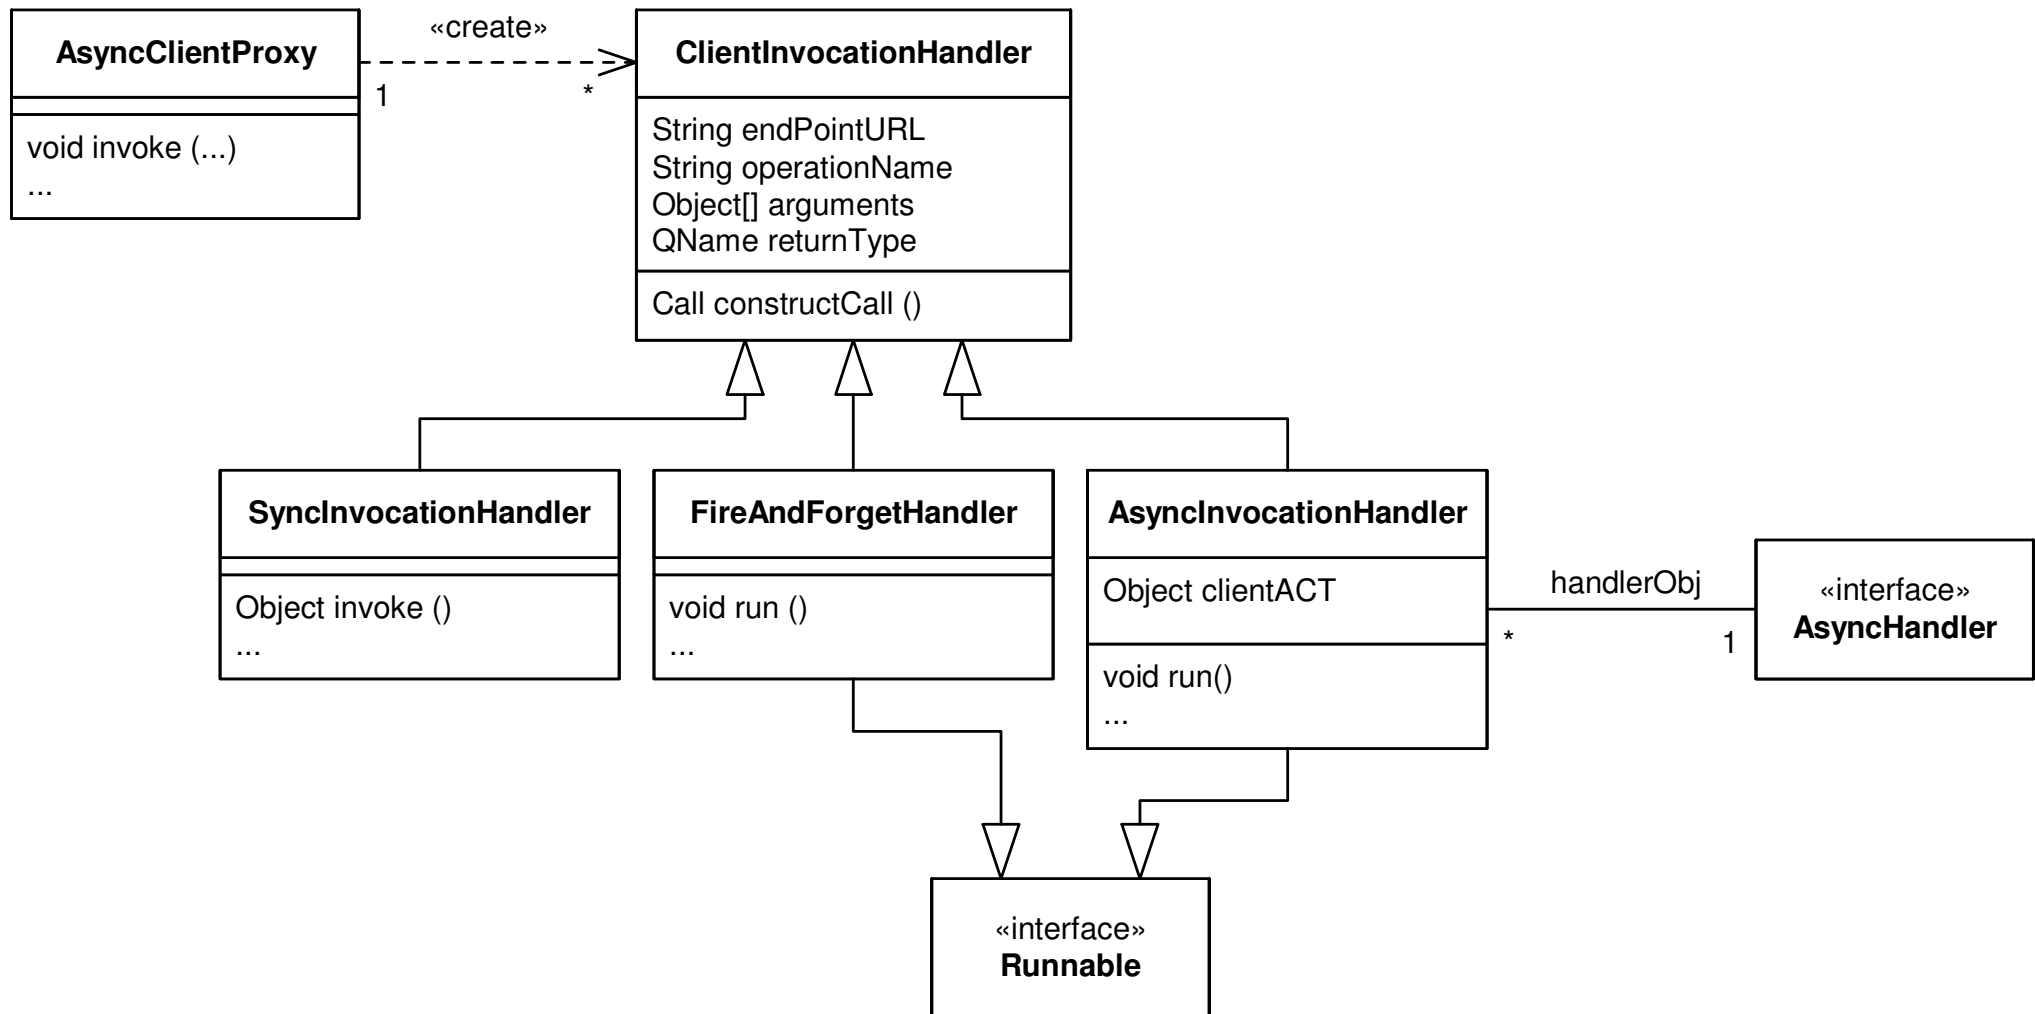 AsyncClientProxy
void invoke (...)
...
«create»
1
*
ClientInvocationHandler
String endPointURL
String operationName
Object[] arguments
QName returnType
Call constructCall ()
SyncInvocationHandler
Object invoke ()
...
FireAndForgetHandler
void run ()
...
AsyncInvocationHandler
Object clientACT
void run()
...
handlerObj
*
1
«interface»
AsyncHandler
«interface»
Runnable